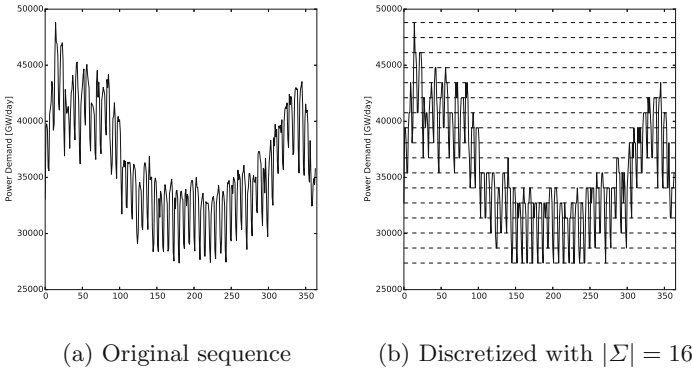 50000
45000
40000
35000
30000
25000
Power Demand [GW/day]
0 50 100 150 200 250 300 350
(a) Original sequence
50000
45000
40000
35000
30000
25000
Power Demand [GW/day]
0 50 100 150 200 250 300 350
(b) Discretized with |Σ| = 16